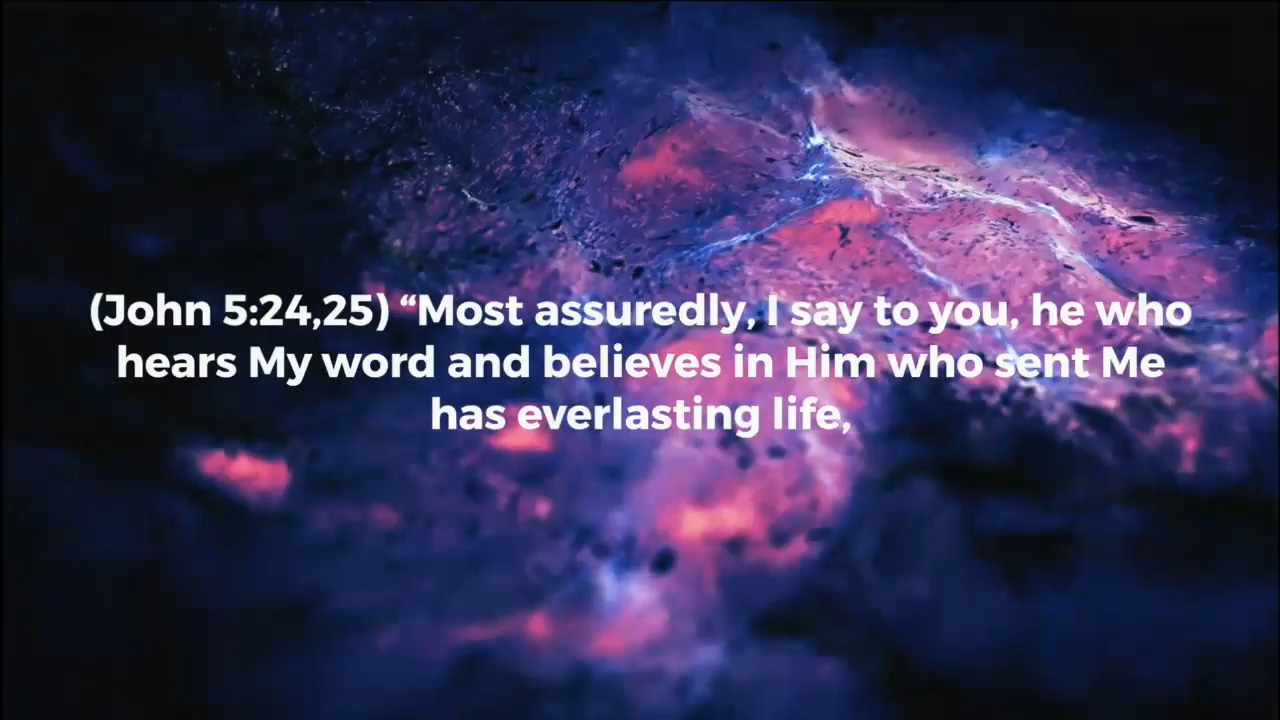 (John 5:24,25) “Most assuredly, I say to you, he who
hears My word and believes in Him who sent Me
has everlasting life,